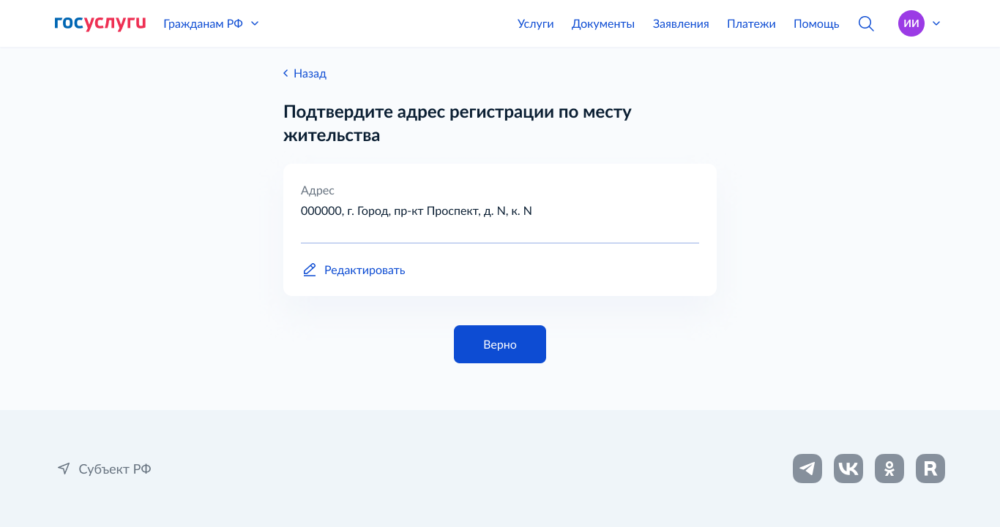 госуслуги Гражданам РФ Услуги Документы Заявления Платежи Помощь ИИ
Назад
Подтвердите адрес регистрации по месту
жительства
Адрес
000000, г. Город, пр-кт Проспект, д. N, к. N
Редактировать
Верно
Субъект РФ